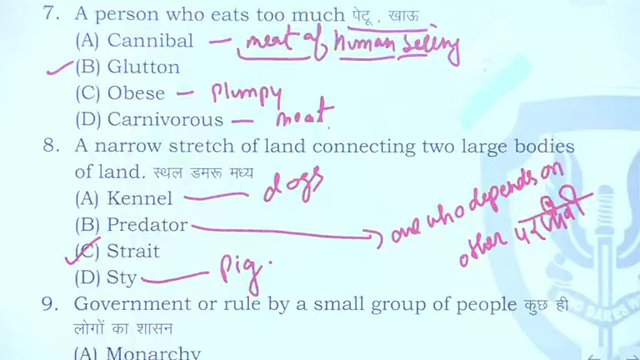 7. A person who eats too much पेटू, खाऊ
(A) Cannibal — meat of human being
(B) Glutton
(C) Obese — plumpy
(D) Carnivorous — meat
8. A narrow stretch of land connecting two large bodies
of land. स्थल डमरू मध्य
(A) Kennel — dogs
(B) Predator → one who depends on
other परजीवी
(C) Strait
(D) Sty — pig.
9. Government or rule by a small group of people कुछ ही
लोगों का शासन
(A) Monarchy